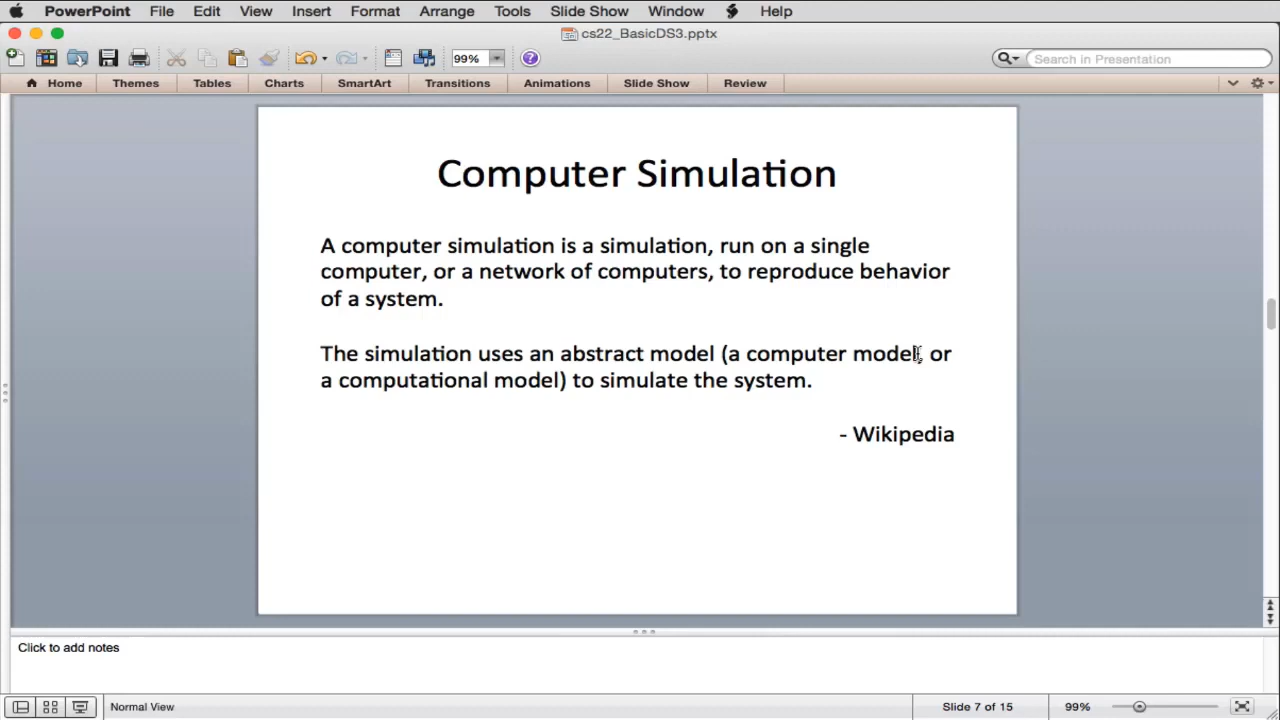 PowerPoint File Edit View Insert Format Arrange Tools Slide Show Window Help
cs22_BasicDS3.pptx
99% Search in Presentation
Home Themes Tables Charts SmartArt Transitions Animations Slide Show Review
Computer Simulation
A computer simulation is a simulation, run on a single
computer, or a network of computers, to reproduce behavior
of a system.
The simulation uses an abstract model (a computer model, or
a computational model) to simulate the system.
- Wikipedia
Click to add notes
Normal View Slide 7 of 15 99%